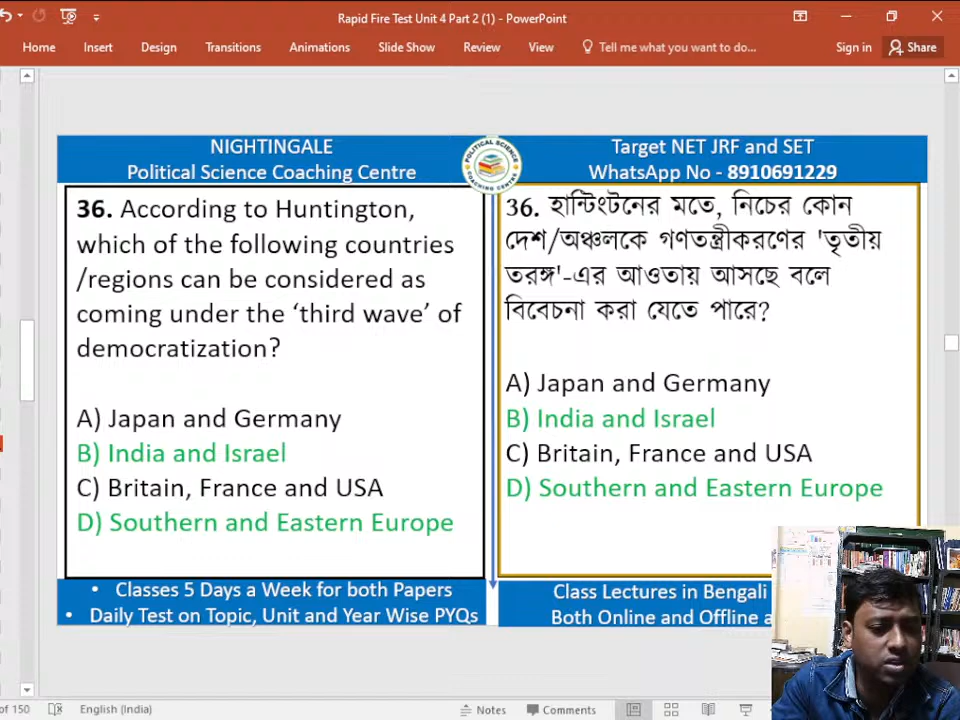 Rapid Fire Test Unit 4 Part 2 (1) - PowerPoint
Home Insert Design Transitions Animations Slide Show Review View Tell me what you want to do... Sign in Share
NIGHTINGALE
Political Science Coaching Centre
POLITICAL SCIENCE
COACHING CENTRE
Target NET JRF and SET
WhatsApp No - 8910691229
36. According to Huntington,
which of the following countries
/regions can be considered as
coming under the ‘third wave’ of
democratization?
A) Japan and Germany
B) India and Israel
C) Britain, France and USA
D) Southern and Eastern Europe
36. হান্টিংটনের মতে, নিচের কোন
দেশ/অঞ্চলকে গণতন্ত্রীকরণের 'তৃতীয়
তরঙ্গ'-এর আওতায় আসছে বলে
বিবেচনা করা যেতে পারে?
A) Japan and Germany
B) India and Israel
C) Britain, France and USA
D) Southern and Eastern Europe
• Classes 5 Days a Week for both Papers
• Daily Test on Topic, Unit and Year Wise PYQs
Class Lectures in Bengali
Both Online and Offline
of 150 English (India) Notes Comments